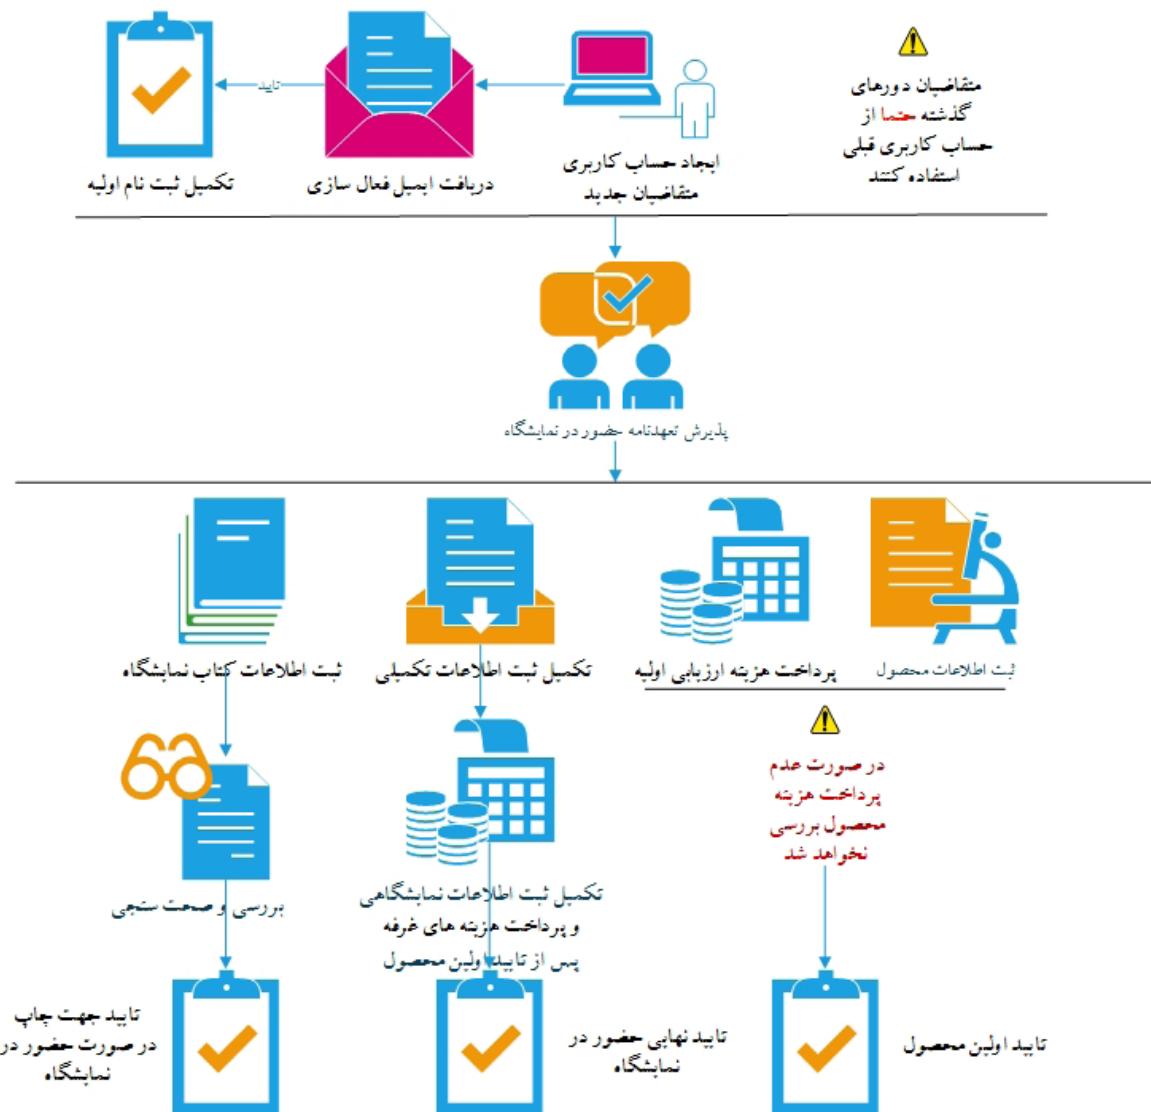 متقاضیان دورهای
گذشته حتما از
حساب کاربری قبلی
استفاده کنند
ایجاد حساب کاربری
متقاضیان جدید
دریافت ایمیل فعال سازی
تایید
تکمیل ثبت نام اولیه
پذیرش تعهدنامه حضور در نمایشگاه
ثبت اطلاعات محصول
پرداخت هزینه ارزیابی اولیه
تکمیل ثبت اطلاعات تکمیلی
ثبت اطلاعات کتاب نمایشگاه
در صورت عدم
پرداخت هزینه
محصول بررسی
نخواهد شد
تکمیل ثبت اطلاعات نمایشگاهی
و پرداخت هزینه های غرفه
پس از تایید اولین محصول
بررسی و صحت سنجی
تایید اولین محصول
تایید نهایی حضور در
نمایشگاه
تایید جهت چاپ
در صورت حضور در
نمایشگاه